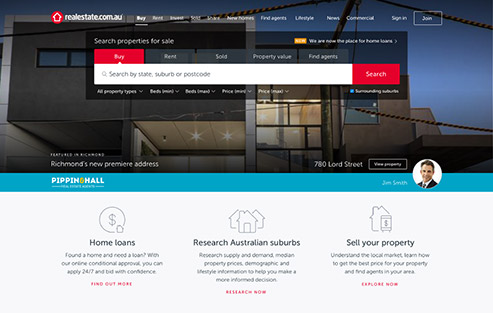 realestate.com.au
Buy Rent Invest Sold Share New homes Find agents Lifestyle News Commercial Sign in Join
Search properties for sale
NEW We are now the place for home loans
Buy Rent Sold Property value Find agents
Search by state, suburb or postcode
Search
All property types Beds (min) Beds (max) Price (min) Price (max) Surrounding suburbs
FEATURED IN RICHMOND
Richmond's new premiere address
780 Lord Street
View property
PIPPIN HALL
REAL ESTATE AGENTS
Jim Smith
Home loans
Found a home and need a loan? With
our online conditional approval, you can
apply 24/7 and bid with confidence.
FIND OUT MORE
Research Australian suburbs
Research supply and demand, median
property prices, demographic and
lifestyle information to help you make a
more informed decision.
RESEARCH NOW
Sell your property
Understand the local market, learn how
to get the best price for your property
and find agents in your area.
EXPLORE NOW